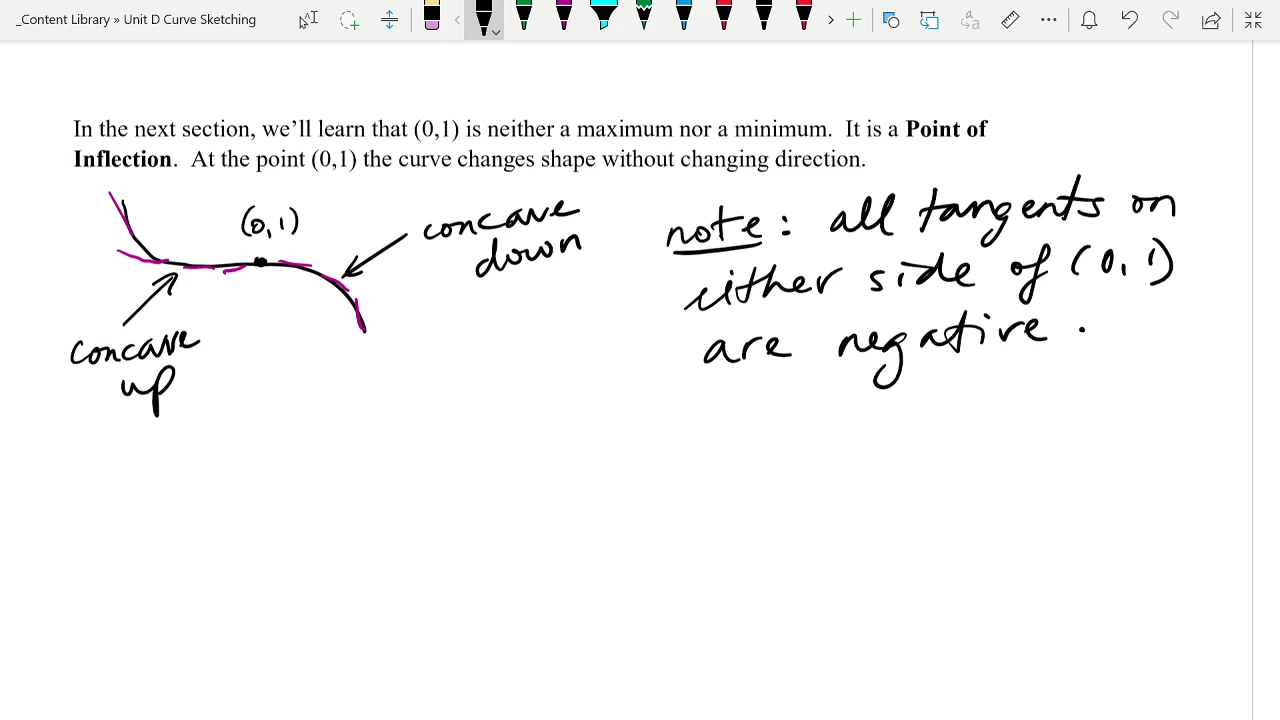 _Content Library » Unit D Curve Sketching
In the next section, we'll learn that (0,1) is neither a maximum nor a minimum.  It is a Point of
Inflection.  At the point (0,1) the curve changes shape without changing direction.
(0,1)
concave
down
concave
up
note: all tangents on
either side of (0,1)
are negative.